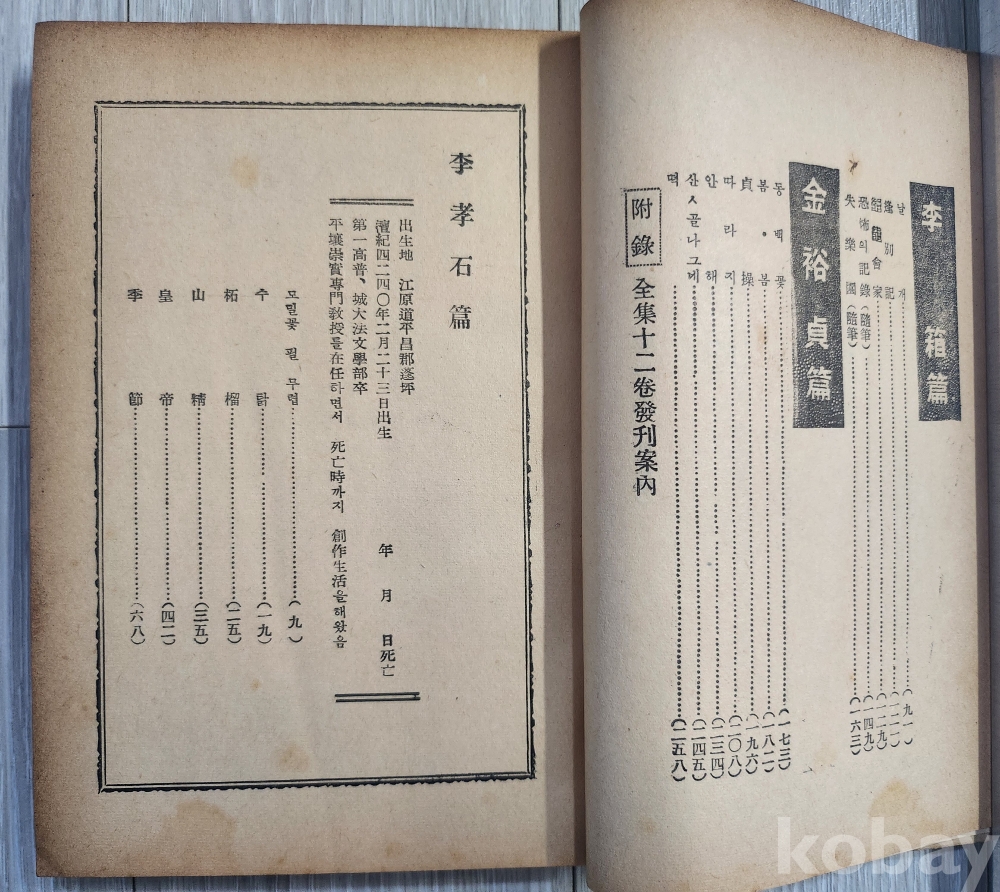 李箱篇
날개……(九一)
逢別記……(一二一)
鼅鼄會家……(一二九)
恐怖의記錄(隨筆)……(一四九)
失樂園(隨筆)……(一六三)
金裕貞篇
동백꽃……(一七三)
봄・봄……(一八二)
貞操……(一九六)
따라지……(二〇八)
안해……(二三四)
산ㅅ골나그네……(二四五)
떡……(二五八)
附錄 全集十二卷發刊案內
李孝石篇
出生地 江原道平昌郡蓬坪
檀紀四二四〇年二月二十三日出生 年 月 日死亡
第一高普、城大法文學部卒
平壤崇實專門敎授를在任하면서 死亡時까지 創作生活을해왔음
모밀꽃 필 무렵……(九)
수탉……(一九)
柘榴……(二五)
山精……(三五)
皇帝……(四二)
季節……(六八)
kobay